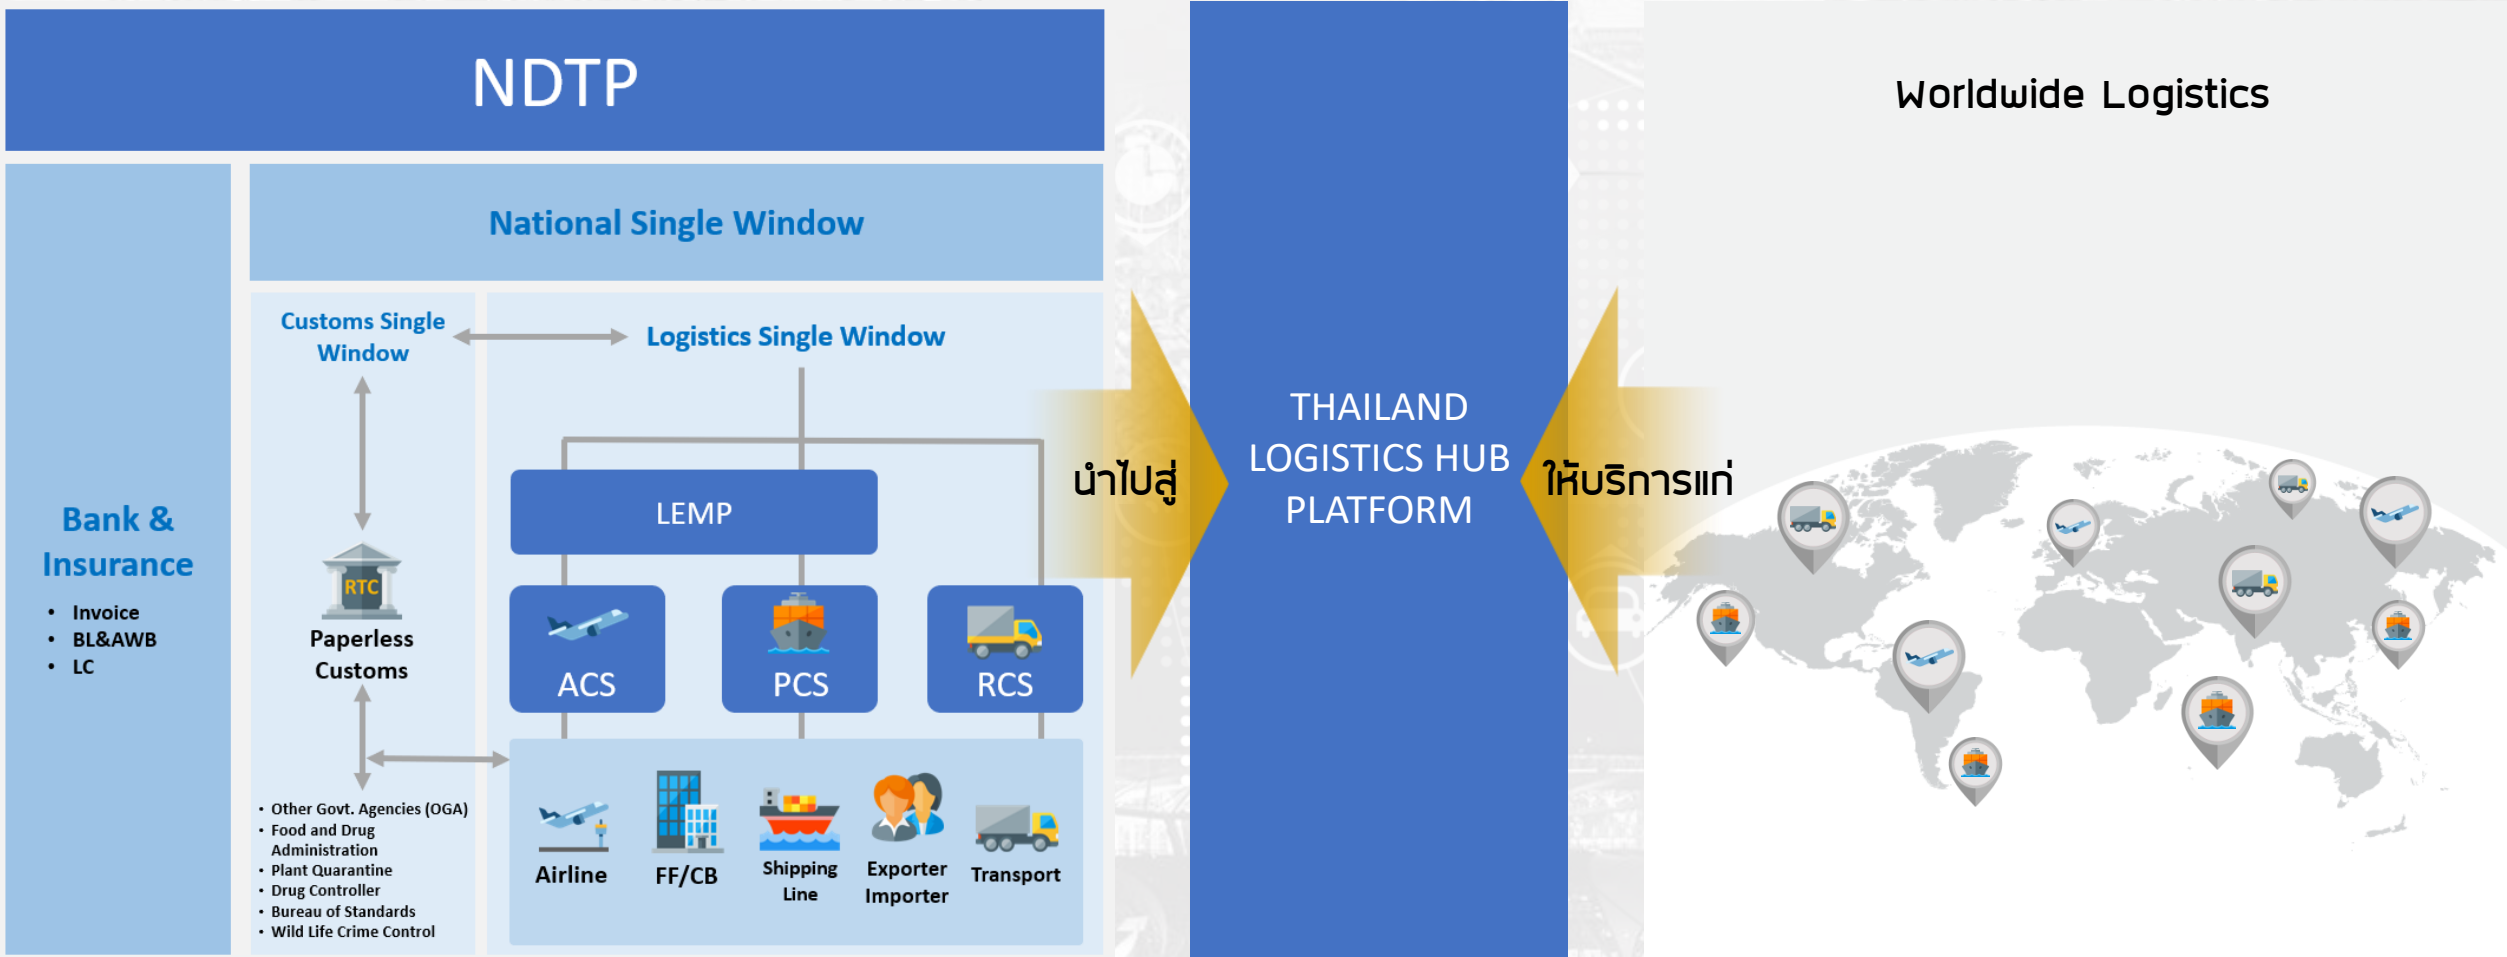 NDTP
National Single Window
Bank &
Insurance
• Invoice
• BL&AWB
• LC
Customs Single
Window
RTC
Paperless
Customs
• Other Govt. Agencies (OGA)
• Food and Drug
Administration
• Plant Quarantine
• Drug Controller
• Bureau of Standards
• Wild Life Crime Control
Logistics Single Window
LEMP
ACS
PCS
RCS
Airline
FF/CB
Shipping
Line
Exporter
Importer
Transport
นำไปสู่
THAILAND
LOGISTICS HUB
PLATFORM
ให้บริการแก่
Worldwide Logistics